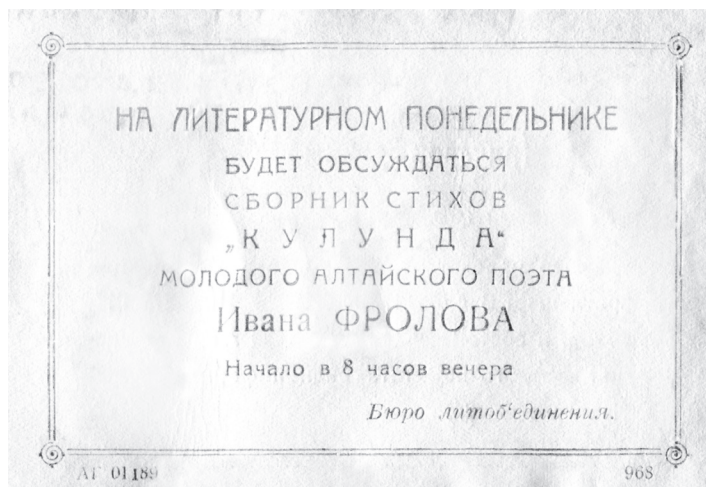 НА ЛИТЕРАТУРНОМ ПОНЕДЕЛЬНИКЕ
БУДЕТ ОБСУЖДАТЬСЯ
СБОРНИК СТИХОВ
„КУЛУНДА“
МОЛОДОГО АЛТАЙСКОГО ПОЭТА
Ивана ФРОЛОВА
Начало в 8 часов вечера
Бюро литоб‘единения.
АГ 01189 968